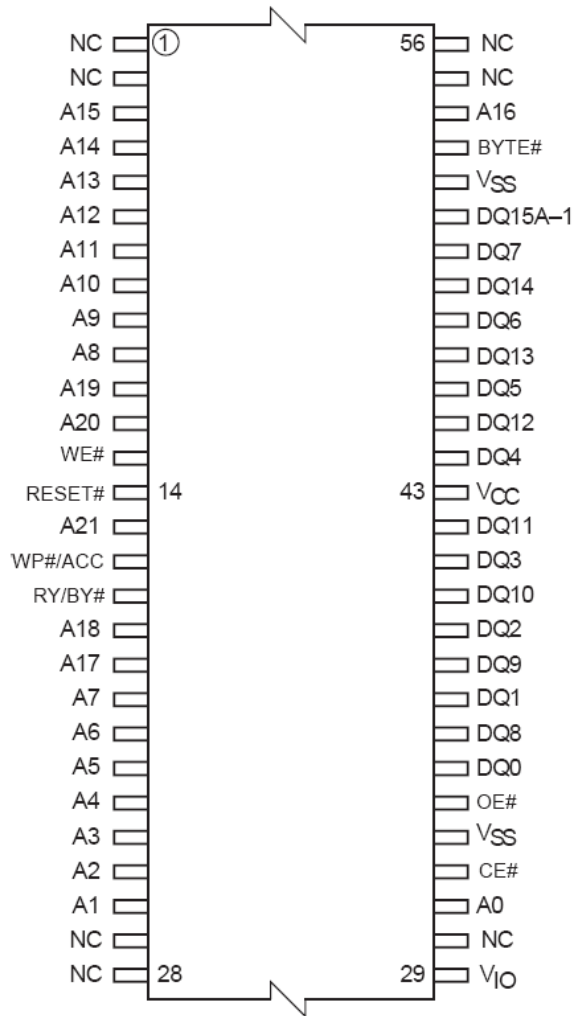 NC 1 56 NC
NC NC
A15 A16
A14 BYTE#
A13 VSS
A12 DQ15A–1
A11 DQ7
A10 DQ14
A9 DQ6
A8 DQ13
A19 DQ5
A20 DQ12
WE# DQ4
RESET# 14 43 VCC
A21 DQ11
WP#/ACC DQ3
RY/BY# DQ10
A18 DQ2
A17 DQ9
A7 DQ1
A6 DQ8
A5 DQ0
A4 OE#
A3 VSS
A2 CE#
A1 A0
NC NC
NC 28 29 VIO